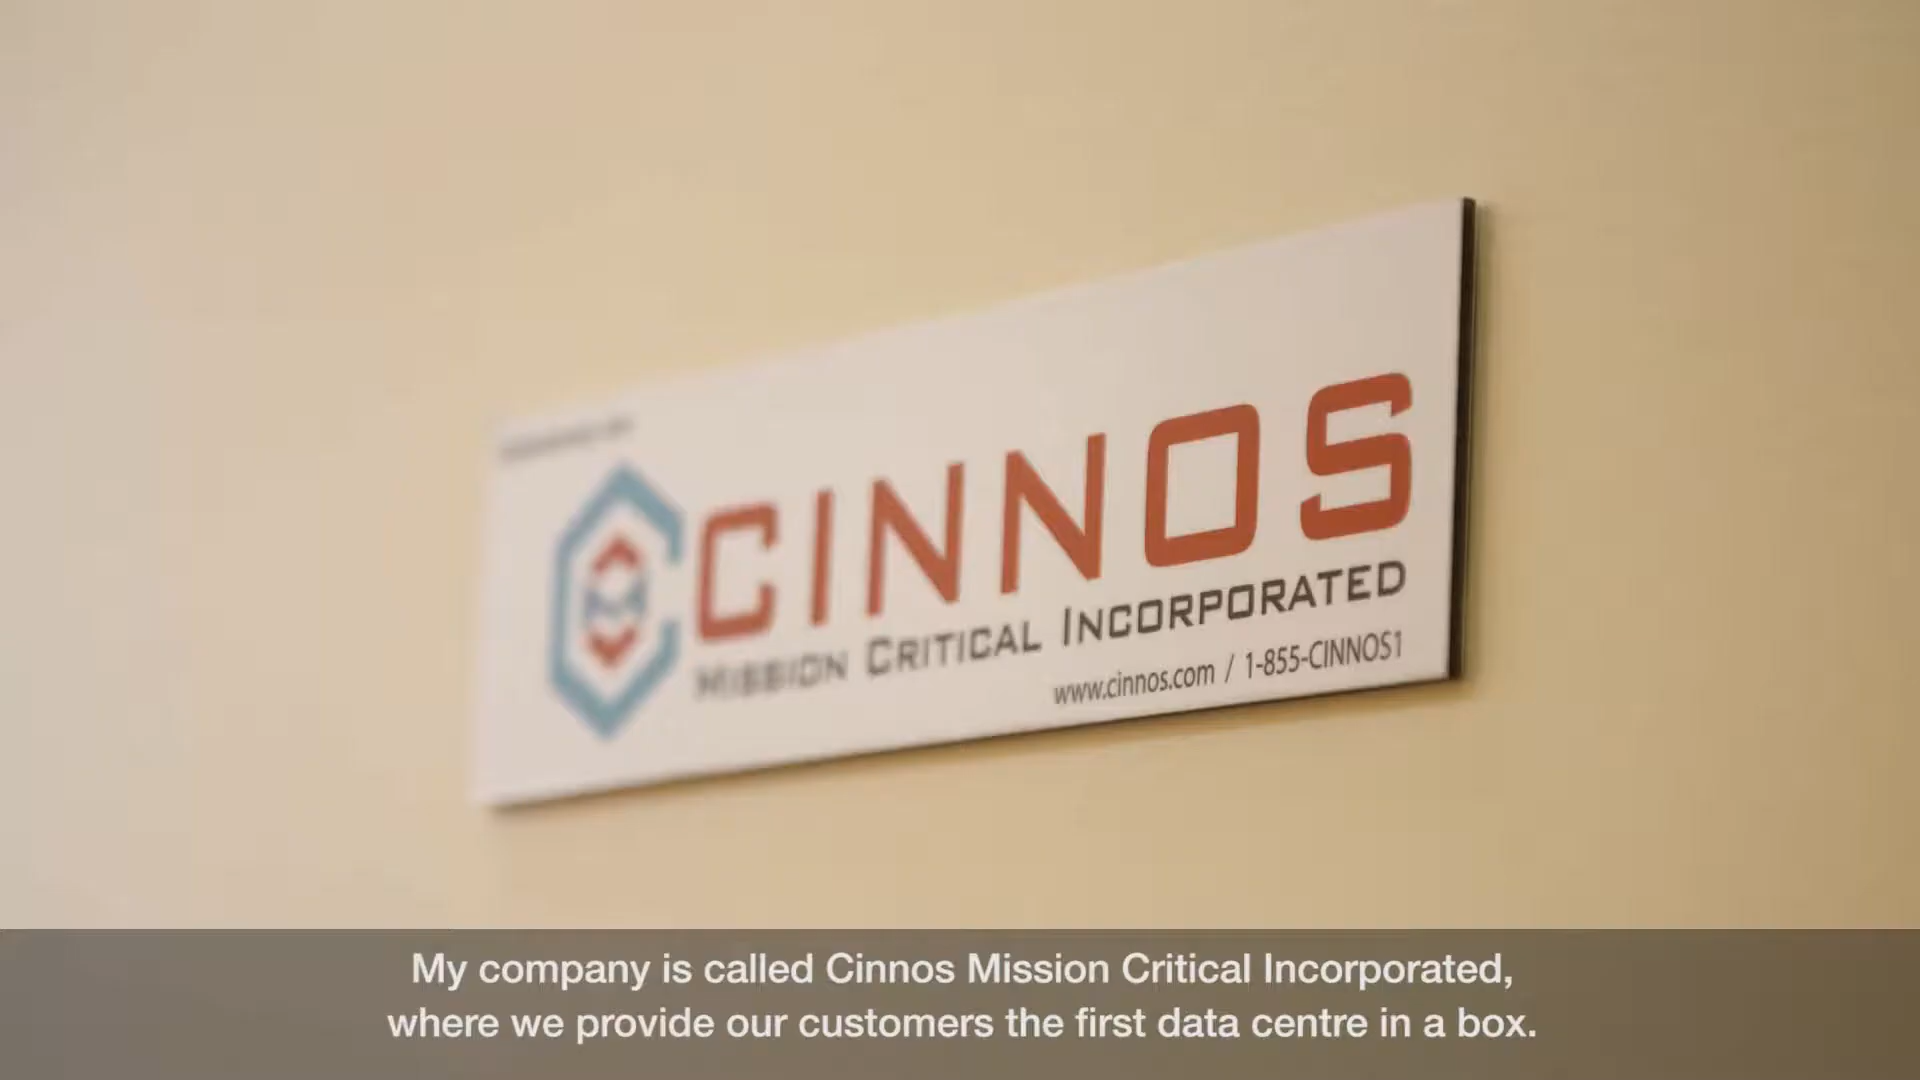 CINNOS
MISSION CRITICAL INCORPORATED
www.cinnos.com / 1-855-CINNOS1
My company is called Cinnos Mission Critical Incorporated,
where we provide our customers the first data centre in a box.